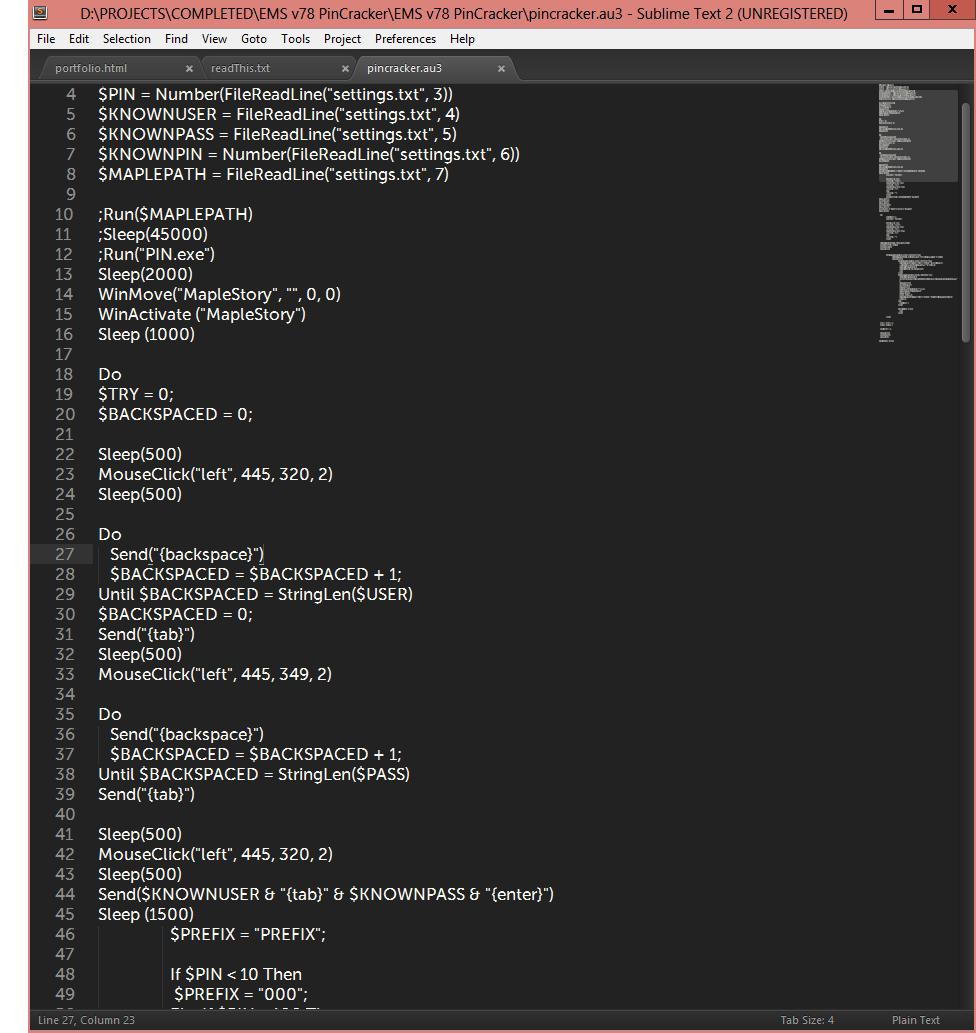 D:\PROJECTS\COMPLETED\EMS v78 PinCracker\EMS v78 PinCracker\pincracker.au3 - Sublime Text 2 (UNREGISTERED)
File Edit Selection Find View Goto Tools Project Preferences Help
portfolio.html × readThis.txt × pincracker.au3 ×
4 $PIN = Number(FileReadLine("settings.txt", 3))
5 $KNOWNUSER = FileReadLine("settings.txt", 4)
6 $KNOWNPASS = FileReadLine("settings.txt", 5)
7 $KNOWNPIN = Number(FileReadLine("settings.txt", 6))
8 $MAPLEPATH = FileReadLine("settings.txt", 7)
9
10 ;Run($MAPLEPATH)
11 ;Sleep(45000)
12 ;Run("PIN.exe")
13 Sleep(2000)
14 WinMove("MapleStory", "", 0, 0)
15 WinActivate ("MapleStory")
16 Sleep (1000)
17
18 Do
19 $TRY = 0;
20 $BACKSPACED = 0;
21
22 Sleep(500)
23 MouseClick("left", 445, 320, 2)
24 Sleep(500)
25
26 Do
27 Send("{backspace}")
28 $BACKSPACED = $BACKSPACED + 1;
29 Until $BACKSPACED = StringLen($USER)
30 $BACKSPACED = 0;
31 Send("{tab}")
32 Sleep(500)
33 MouseClick("left", 445, 349, 2)
34
35 Do
36 Send("{backspace}")
37 $BACKSPACED = $BACKSPACED + 1;
38 Until $BACKSPACED = StringLen($PASS)
39 Send("{tab}")
40
41 Sleep(500)
42 MouseClick("left", 445, 320, 2)
43 Sleep(500)
44 Send($KNOWNUSER & "{tab}" & $KNOWNPASS & "{enter}")
45 Sleep (1500)
46 $PREFIX = "PREFIX";
47
48 If $PIN < 10 Then
49 $PREFIX = "000";
Line 27, Column 23 Tab Size: 4 Plain Text